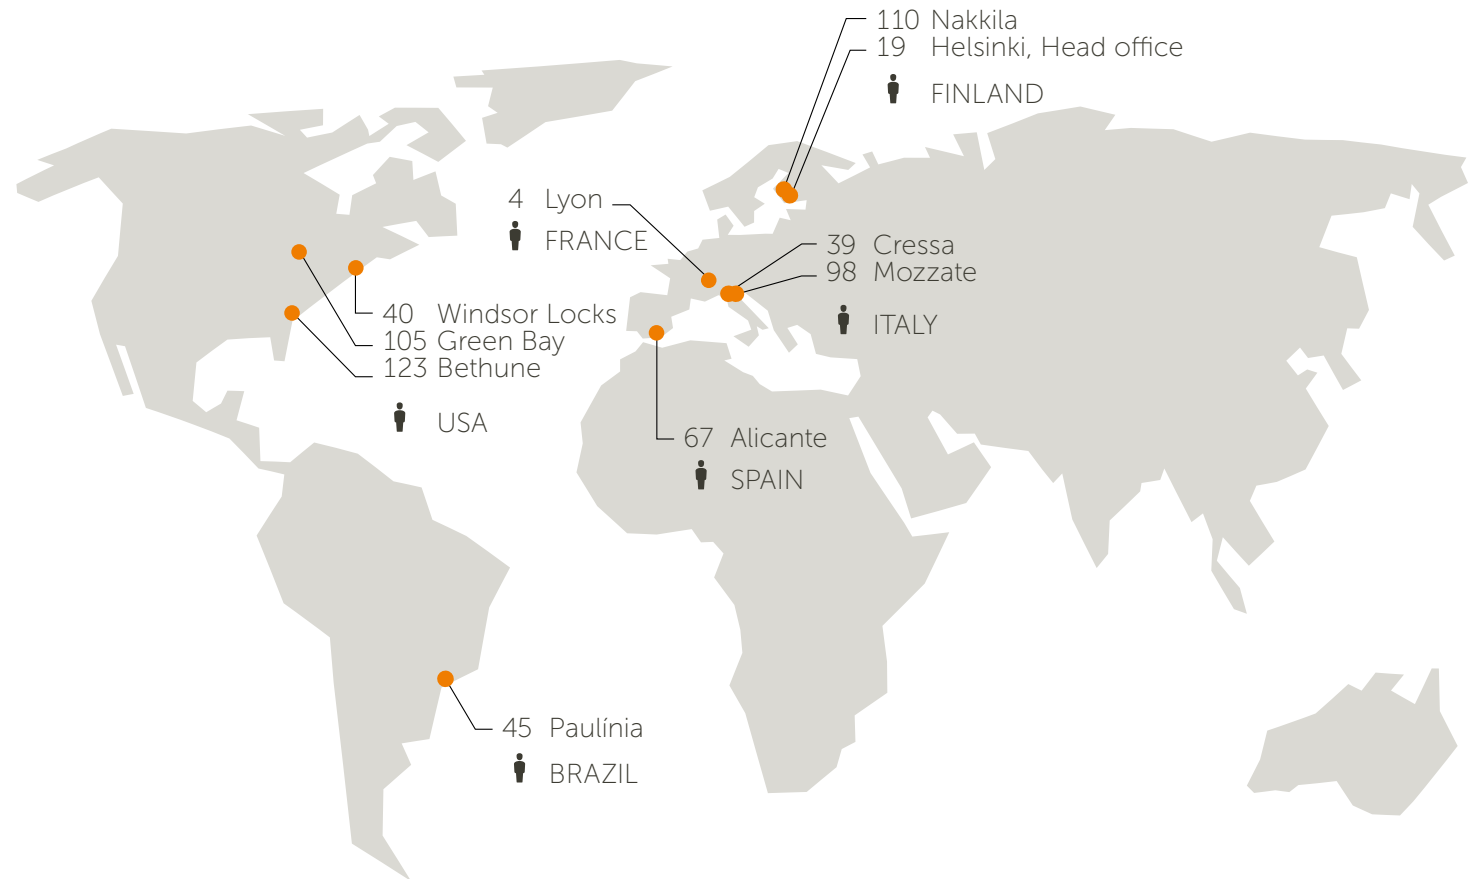 110 Nakkila
19 Helsinki, Head office
FINLAND
4 Lyon
FRANCE
39 Cressa
98 Mozzate
ITALY
40 Windsor Locks
105 Green Bay
123 Bethune
USA
67 Alicante
SPAIN
45 Paulínia
BRAZIL